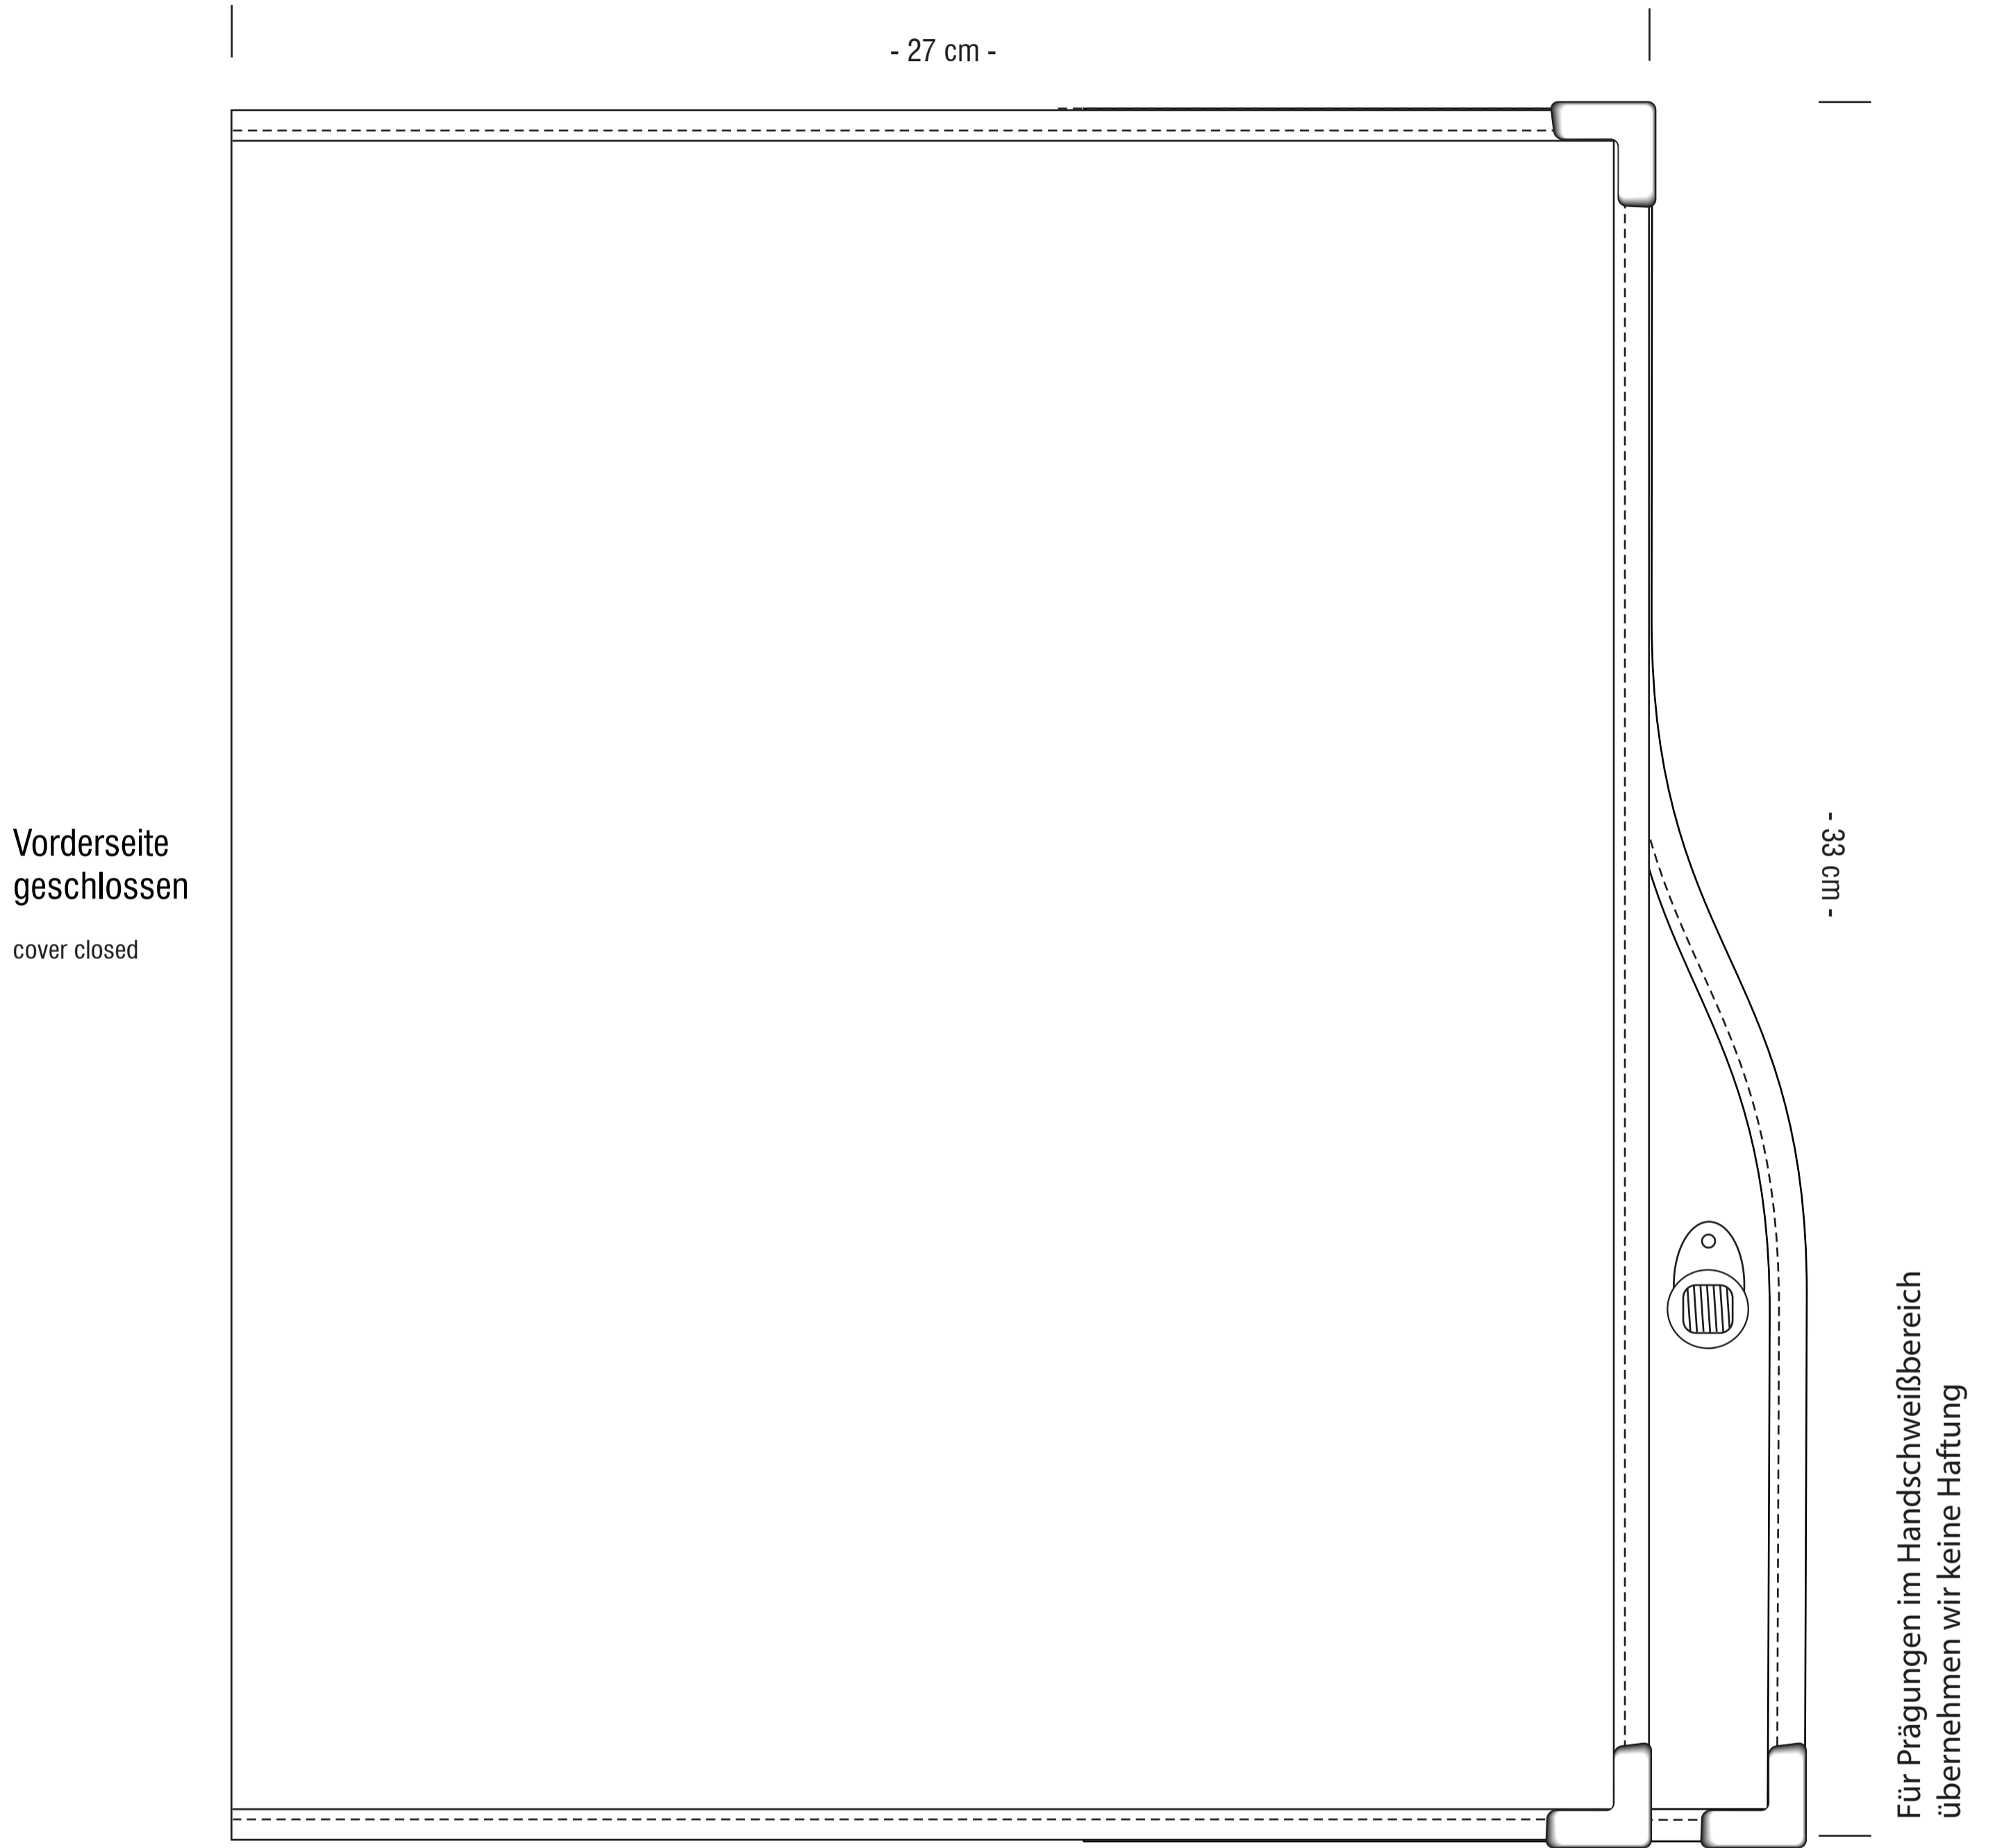 - 27 cm -
Vorderseite
geschlossen
cover closed
- 33 cm -
Für Prägungen im Handschweißbereich
übernehmen wir keine Haftung